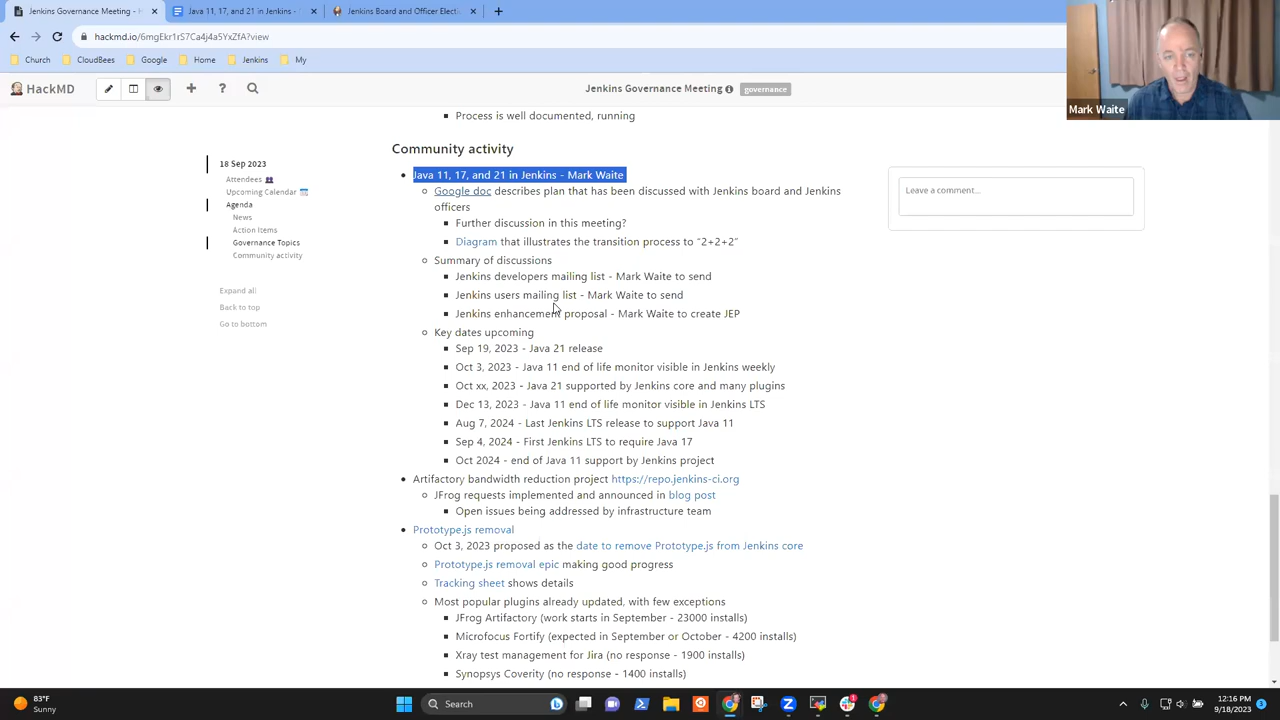 Jenkins Governance Meeting - H
Java 11, 17, and 21 in Jenkins -
Jenkins Board and Officer Electi
hackmd.io/6mgEkr1rS7Ca4j4a5YxZfA?view
Church
CloudBees
Google
Home
Jenkins
My
HackMD
Jenkins Governance Meeting
governance
Mark Waite
Process is well documented, running
Community activity
18 Sep 2023
Attendees
Upcoming Calendar
Agenda
News
Action Items
Governance Topics
Community activity
Expand all
Back to top
Go to bottom
Java 11, 17, and 21 in Jenkins - Mark Waite
Google doc describes plan that has been discussed with Jenkins board and Jenkins
officers
Further discussion in this meeting?
Diagram that illustrates the transition process to “2+2+2”
Summary of discussions
Jenkins developers mailing list - Mark Waite to send
Jenkins users mailing list - Mark Waite to send
Jenkins enhancement proposal - Mark Waite to create JEP
Key dates upcoming
Sep 19, 2023 - Java 21 release
Oct 3, 2023 - Java 11 end of life monitor visible in Jenkins weekly
Oct xx, 2023 - Java 21 supported by Jenkins core and many plugins
Dec 13, 2023 - Java 11 end of life monitor visible in Jenkins LTS
Aug 7, 2024 - Last Jenkins LTS release to support Java 11
Sep 4, 2024 - First Jenkins LTS to require Java 17
Oct 2024 - end of Java 11 support by Jenkins project
Artifactory bandwidth reduction project https://repo.jenkins-ci.org
JFrog requests implemented and announced in blog post
Open issues being addressed by infrastructure team
Prototype.js removal
Oct 3, 2023 proposed as the date to remove Prototype.js from Jenkins core
Prototype.js removal epic making good progress
Tracking sheet shows details
Most popular plugins already updated, with few exceptions
JFrog Artifactory (work starts in September - 23000 installs)
Microfocus Fortify (expected in September or October - 4200 installs)
Xray test management for Jira (no response - 1900 installs)
Synopsys Coverity (no response - 1400 installs)
Leave a comment...
83°F
Sunny
Search
12:16 PM
9/18/2023